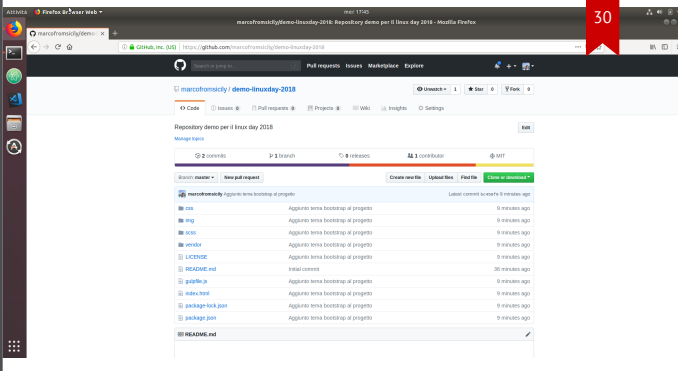 Attività Firefox Browser Web mer 17:45
marcofromsicily/demo-linuxday-2018: Repository demo per il linux day 2018 - Mozilla Firefox
30
marcofromsicily/demo-
GitHub, Inc. (US) https://github.com/marcofromsicily/demo-linuxday-2018
Search or jump to... Pull requests Issues Marketplace Explore
marcofromsicily / demo-linuxday-2018 Unwatch 1 Star 0 Fork 0
Code Issues 0 Pull requests 0 Projects 0 Wiki Insights Settings
Repository demo per il linux day 2018 Edit
Manage topics
2 commits 1 branch 0 releases 1 contributor MIT
Branch: master New pull request Create new file Upload files Find file Clone or download
marcofromsicily Aggiunto tema bootstrap al progetto Latest commit 9 minutes ago
css Aggiunto tema bootstrap al progetto 9 minutes ago
img Aggiunto tema bootstrap al progetto 9 minutes ago
scss Aggiunto tema bootstrap al progetto 9 minutes ago
vendor Aggiunto tema bootstrap al progetto 9 minutes ago
LICENSE Aggiunto tema bootstrap al progetto 9 minutes ago
README.md Initial commit 36 minutes ago
gulpfile.js Aggiunto tema bootstrap al progetto 9 minutes ago
index.html Aggiunto tema bootstrap al progetto 9 minutes ago
package-lock.json Aggiunto tema bootstrap al progetto 9 minutes ago
package.json Aggiunto tema bootstrap al progetto 9 minutes ago
README.md